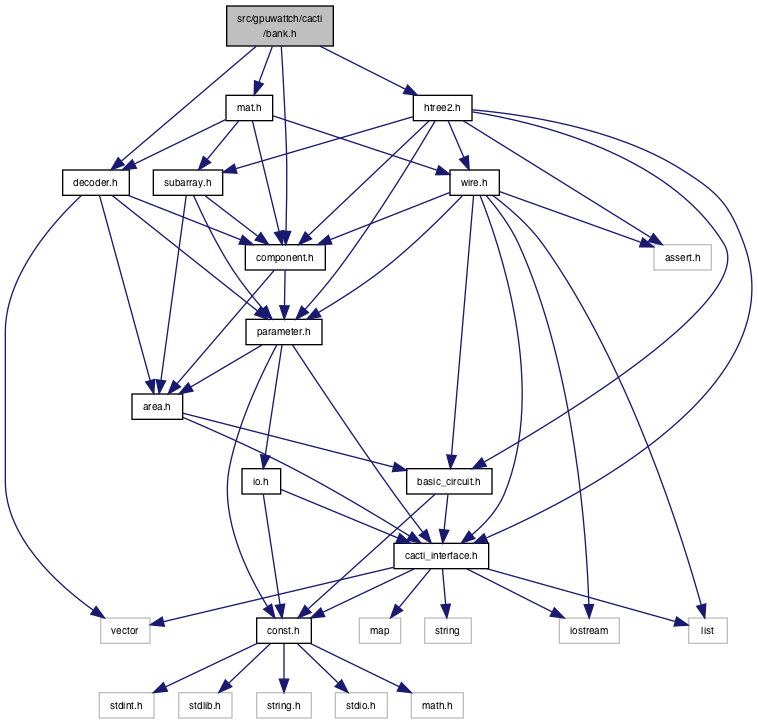 src/gpuwattch/cacti
/bank.h
mat.h
htree2.h
decoder.h
subarray.h
wire.h
component.h
assert.h
parameter.h
area.h
io.h
basic_circuit.h
cacti_interface.h
vector
const.h
map
string
iostream
list
stdint.h
stdlib.h
string.h
stdio.h
math.h